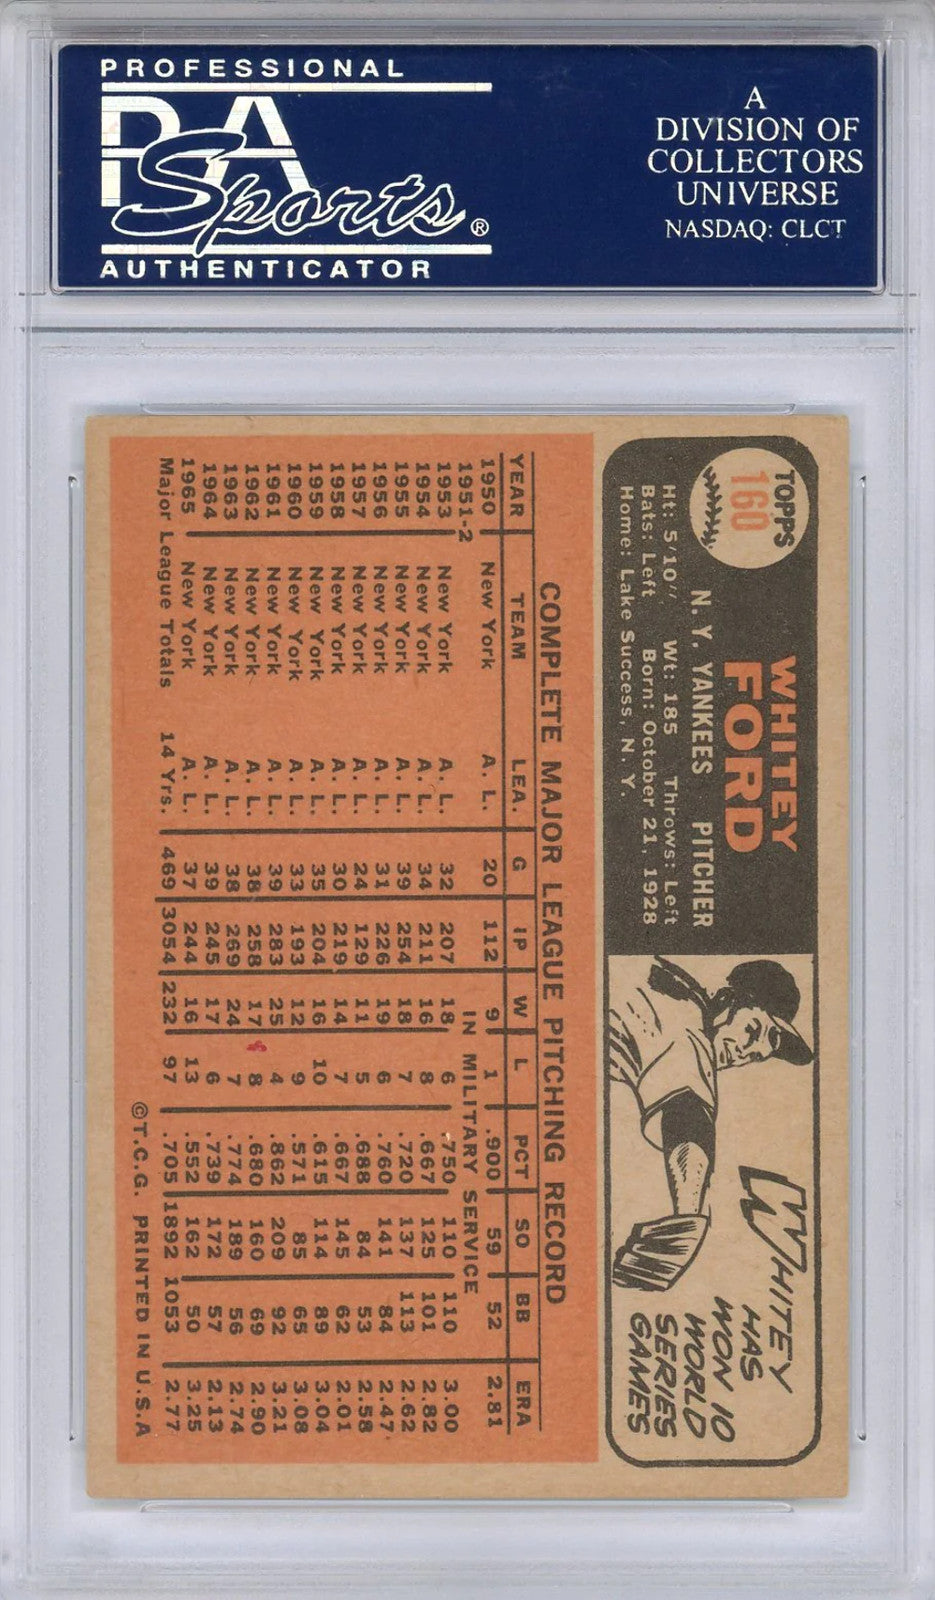 PROFESSIONAL
PSA
Sports®
AUTHENTICATOR
A
DIVISION OF
COLLECTORS
UNIVERSE
NASDAQ: CLCT
TOPPS
160
WHITEY
FORD
N. Y. YANKEES PITCHER
Ht: 5'10" Wt: 185 Throws: Left
Bats: Left Born: October 21, 1928
Home: Lake Success, N. Y.
WHITEY
HAS
WON 10
WORLD
SERIES
GAMES
COMPLETE MAJOR LEAGUE PITCHING RECORD
YEAR TEAM LEA. G IP W L PCT SO BB ERA
1950 New York A. L. 20 112 9 1 .900 59 52 2.81
1951-2 IN MILITARY SERVICE
1953 New York A. L. 32 207 18 6 .750 110 110 3.00
1954 New York A. L. 34 211 16 8 .667 125 101 2.82
1955 New York A. L. 39 254 18 7 .720 137 113 2.62
1956 New York A. L. 31 226 19 6 .760 141 84 2.47
1957 New York A. L. 24 129 11 5 .688 84 53 2.58
1958 New York A. L. 30 219 14 7 .667 145 62 2.01
1959 New York A. L. 35 204 16 10 .615 114 89 3.04
1960 New York A. L. 33 193 12 9 .571 85 65 3.08
1961 New York A. L. 39 283 25 4 .862 209 92 3.21
1962 New York A. L. 38 258 17 8 .680 160 69 2.90
1963 New York A. L. 38 269 24 7 .774 189 56 2.74
1964 New York A. L. 39 245 17 6 .739 172 57 2.13
1965 New York A. L. 37 244 16 13 .552 162 50 3.25
Major League Totals 14 Yrs. 469 3054 232 97 .705 1892 1053 2.77
©T.C.G. PRINTED IN U.S.A